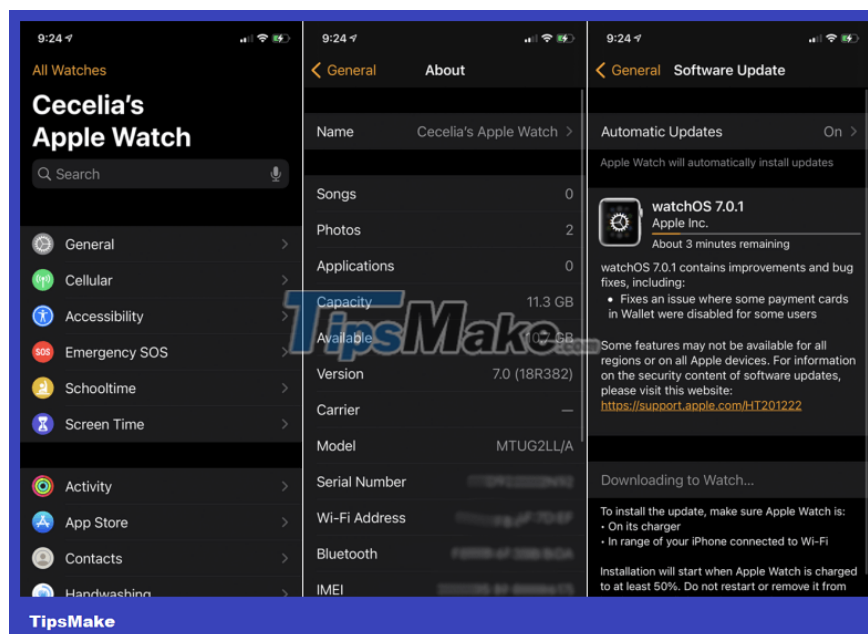 9:24
All Watches
Cecelia's
Apple Watch
Search
General
Cellular
Accessibility
SOS Emergency SOS
Schooltime
Screen Time
Activity
App Store
Contacts
Handwashing
9:24
General About
Name Cecelia's Apple Watch
Songs 0
Photos 2
Applications 0
Capacity 11.3 GB
Available 10.7 GB
Version 7.0 (18R382)
Carrier —
Model MTUG2LL/A
Serial Number
Wi-Fi Address
Bluetooth
IMEI
9:24
General Software Update
Automatic Updates On
Apple Watch will automatically install updates
watchOS 7.0.1
Apple Inc.
About 3 minutes remaining
watchOS 7.0.1 contains improvements and bug
fixes, including:
• Fixes an issue where some payment cards
in Wallet were disabled for some users
Some features may not be available for all
regions or on all Apple devices. For information
on the security content of software updates,
please visit this website:
https://support.apple.com/HT201222
Downloading to Watch...
To install the update, make sure Apple Watch is:
• On its charger
• In range of your iPhone connected to Wi-Fi
Installation will start when Apple Watch is charged
to at least 50%. Do not restart or remove it from
TipsMake.com
TipsMake